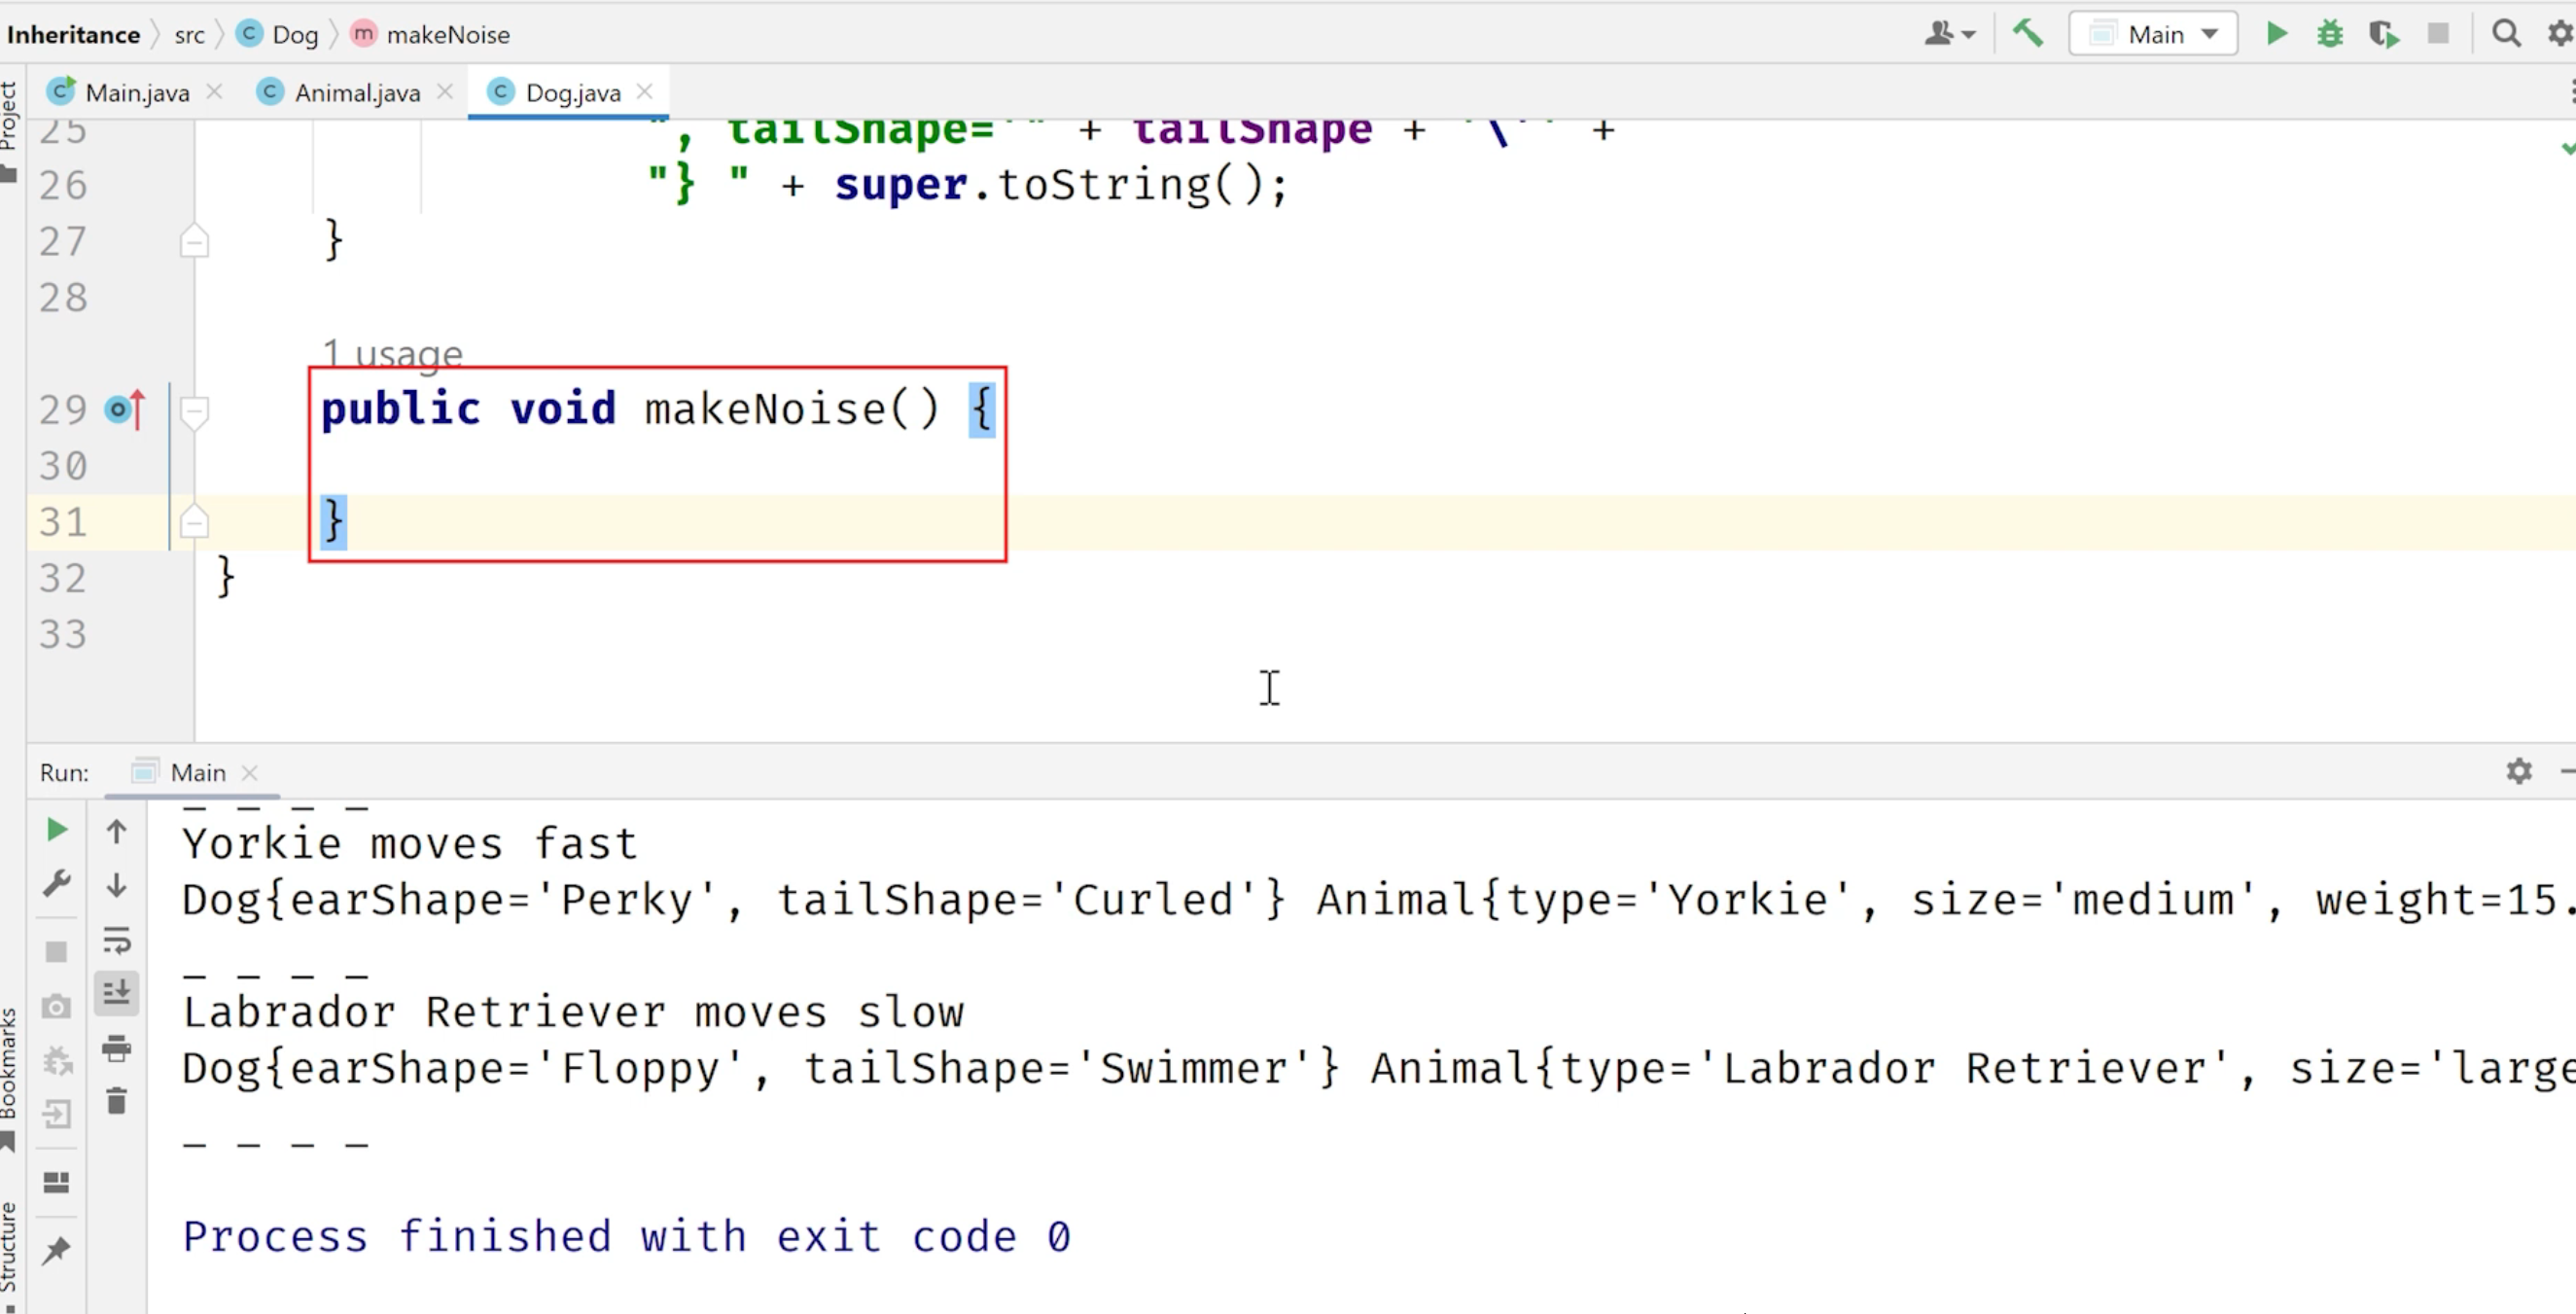 Inheritance src Dog makeNoise Main
Main.java Animal.java Dog.java
Project
25 ", tailShape='" + tailShape + '\'' +
26 "} " + super.toString();
27 }
28
1 usage
29 public void makeNoise() {
30
31 }
32 }
33
Run: Main
Yorkie moves fast
Dog{earShape='Perky', tailShape='Curled'} Animal{type='Yorkie', size='medium', weight=15.
- - - -
Labrador Retriever moves slow
Dog{earShape='Floppy', tailShape='Swimmer'} Animal{type='Labrador Retriever', size='large
- - - -
Process finished with exit code 0
Bookmarks
Structure